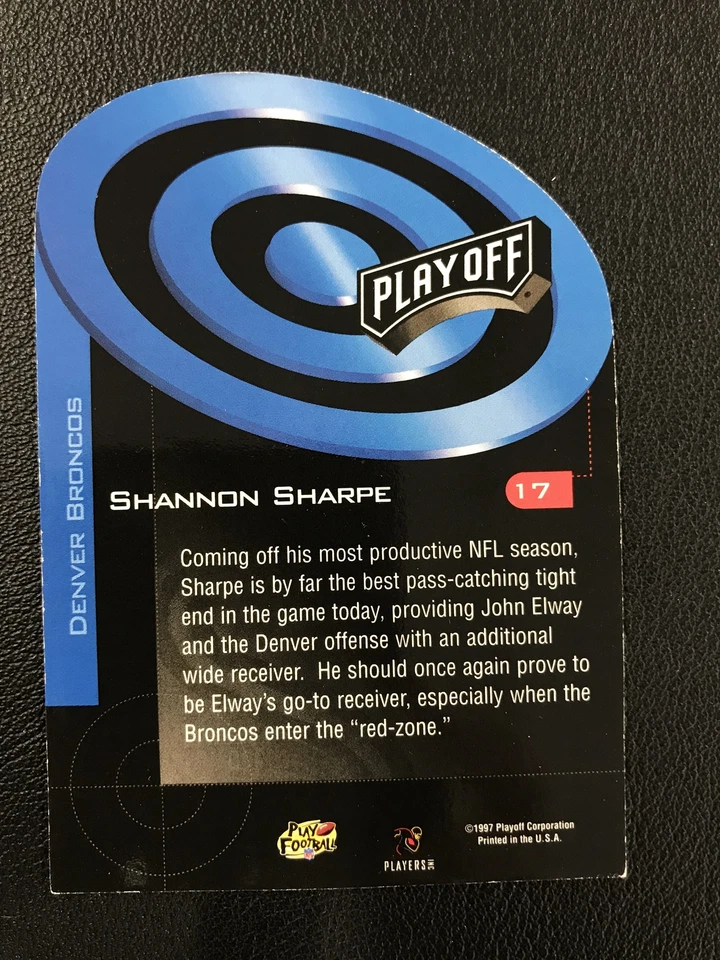 PLAYOFF
DENVER BRONCOS
SHANNON SHARPE
17
Coming off his most productive NFL season,
Sharpe is by far the best pass-catching tight
end in the game today, providing John Elway
and the Denver offense with an additional
wide receiver. He should once again prove to
be Elway's go-to receiver, especially when the
Broncos enter the “red-zone.”
PLAY
FOOTBALL
PLAYERS INC
©1997 Playoff Corporation
Printed in the U.S.A.